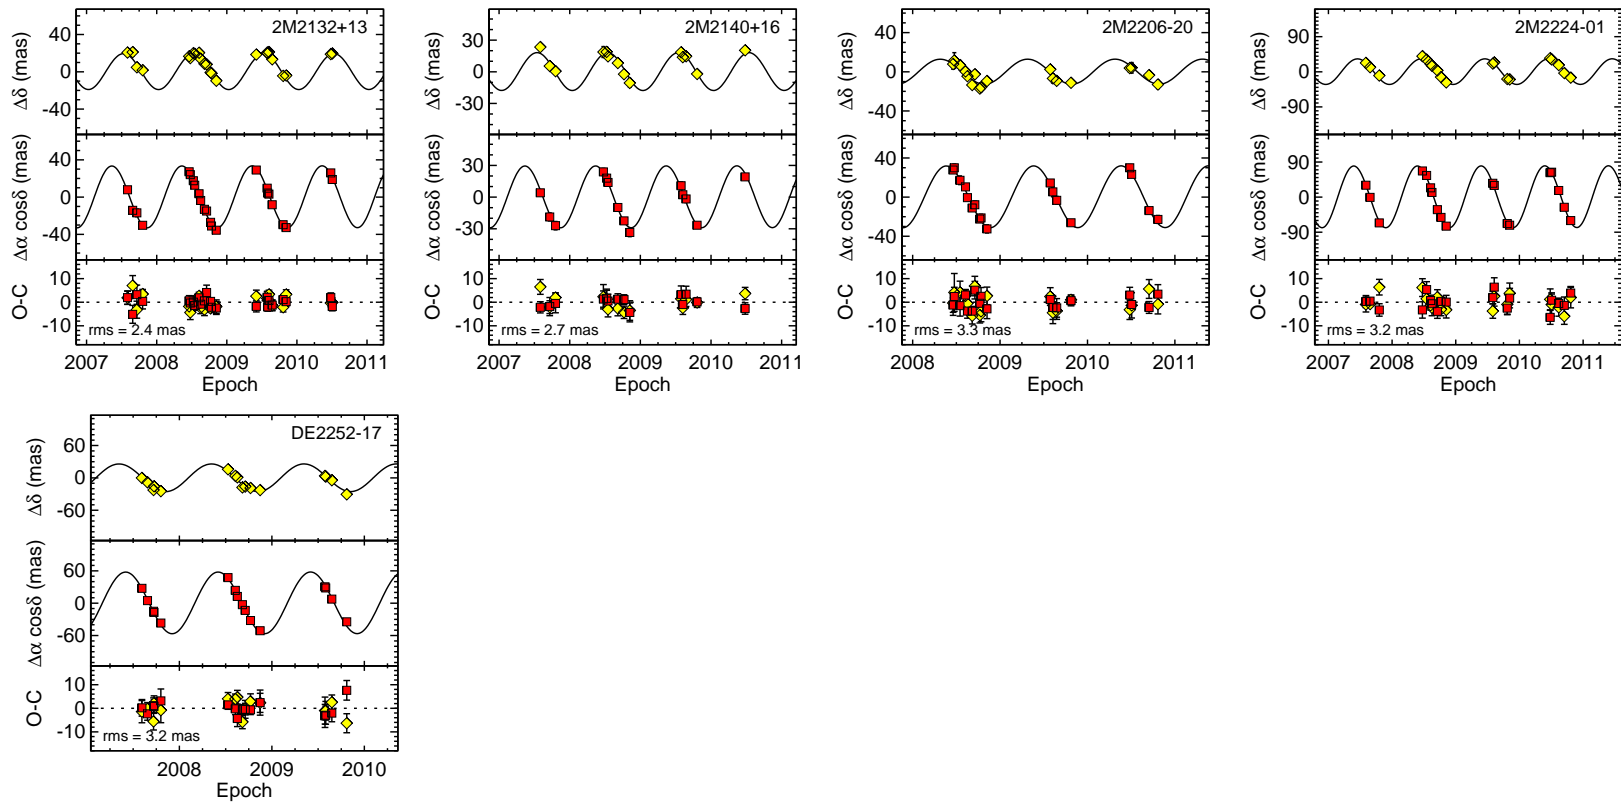 2M2132+13
Δδ (mas)
40
0
-40
Δα cosδ (mas)
40
0
-40
O-C
10
0
-10
rms = 2.4 mas
2007 2008 2009 2010 2011
Epoch
2M2140+16
Δδ (mas)
30
0
-30
Δα cosδ (mas)
30
0
-30
O-C
10
0
-10
rms = 2.7 mas
2007 2008 2009 2010 2011
Epoch
2M2206-20
Δδ (mas)
40
0
-40
Δα cosδ (mas)
40
0
-40
O-C
10
0
-10
rms = 3.3 mas
2008 2009 2010 2011
Epoch
2M2224-01
Δδ (mas)
90
0
-90
Δα cosδ (mas)
90
0
-90
O-C
10
0
-10
rms = 3.2 mas
2007 2008 2009 2010 2011
Epoch
DE2252-17
Δδ (mas)
60
0
-60
Δα cosδ (mas)
60
0
-60
O-C
10
0
-10
rms = 3.2 mas
2008 2009 2010
Epoch